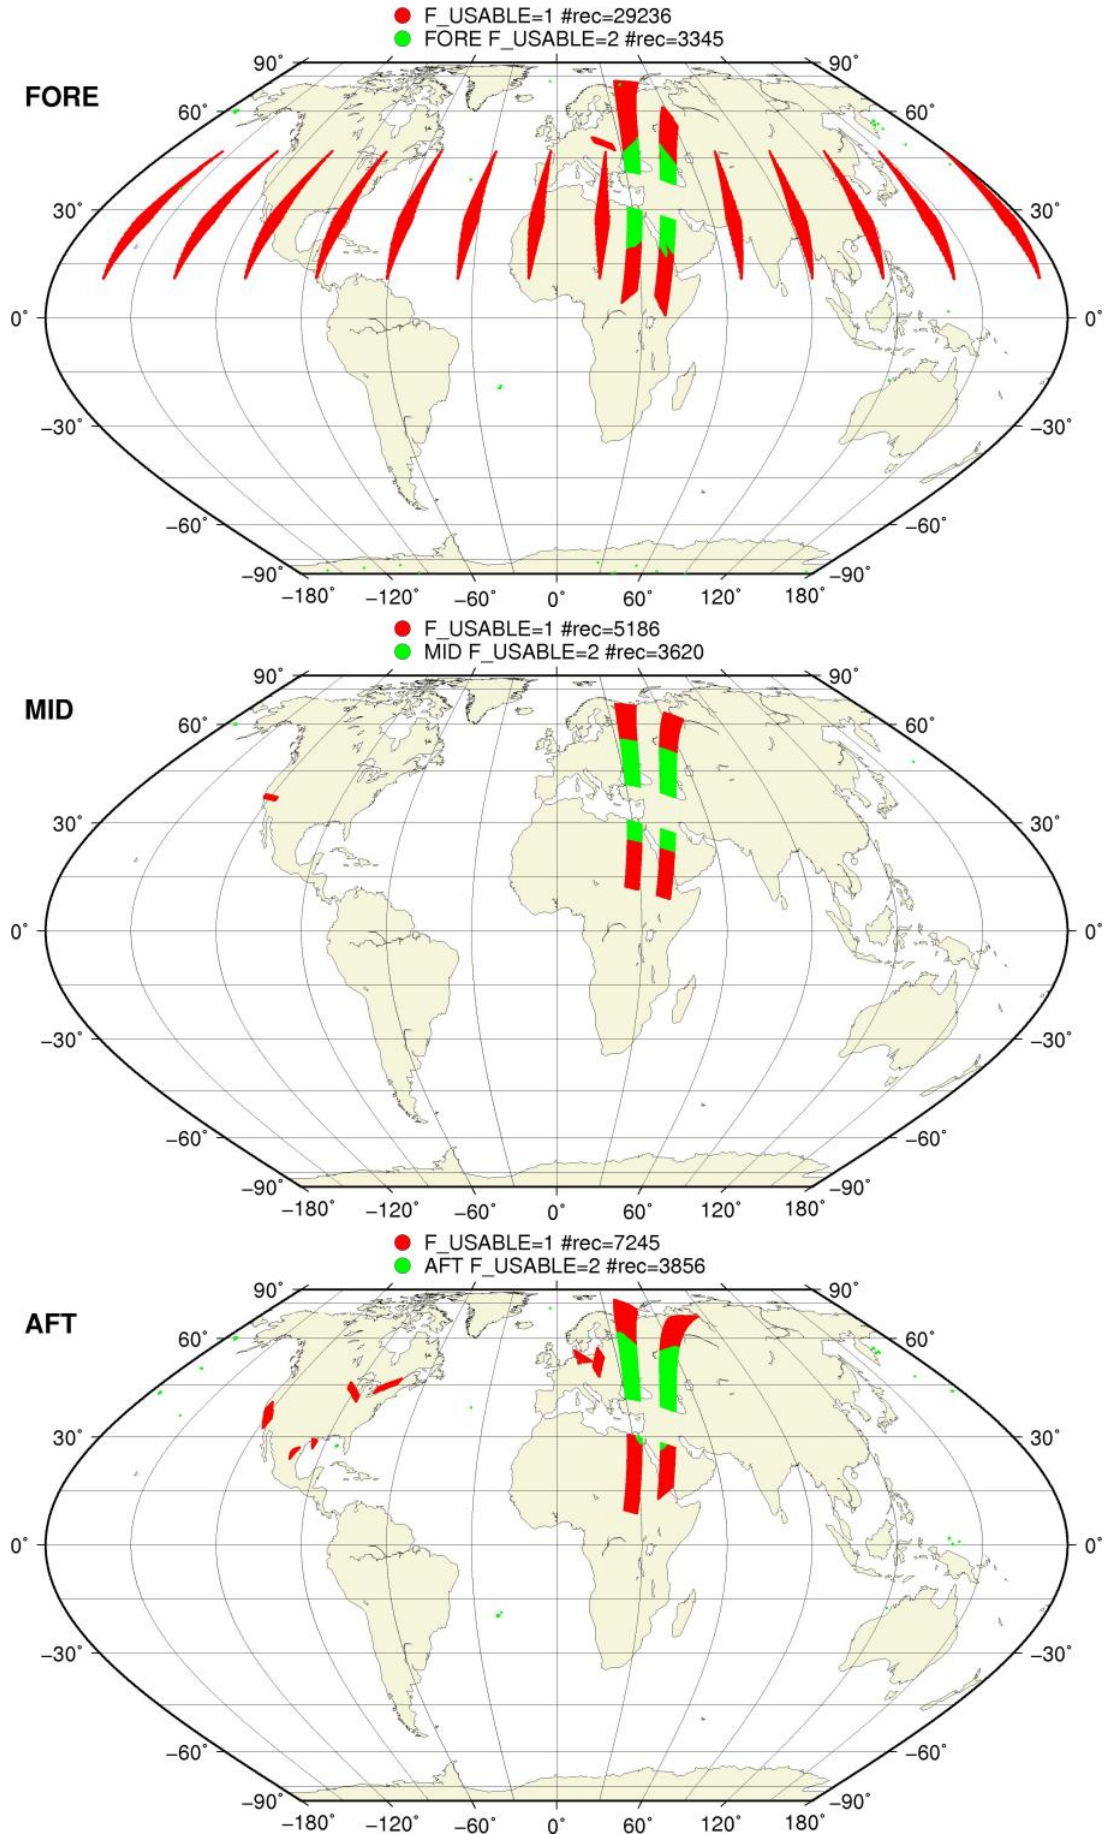 F_USABLE=1 #rec=29236
FORE F_USABLE=2 #rec=3345
FORE
90° 90°
60° 60°
30° 30°
0° 0°
−30° −30°
−60° −60°
−90° −90°
−180° −120° −60° 0° 60° 120° 180°
F_USABLE=1 #rec=5186
MID F_USABLE=2 #rec=3620
MID
90° 90°
60° 60°
30° 30°
0° 0°
−30° −30°
−60° −60°
−90° −90°
−180° −120° −60° 0° 60° 120° 180°
F_USABLE=1 #rec=7245
AFT F_USABLE=2 #rec=3856
AFT
90° 90°
60° 60°
30° 30°
0° 0°
−30° −30°
−60° −60°
−90° −90°
−180° −120° −60° 0° 60° 120° 180°